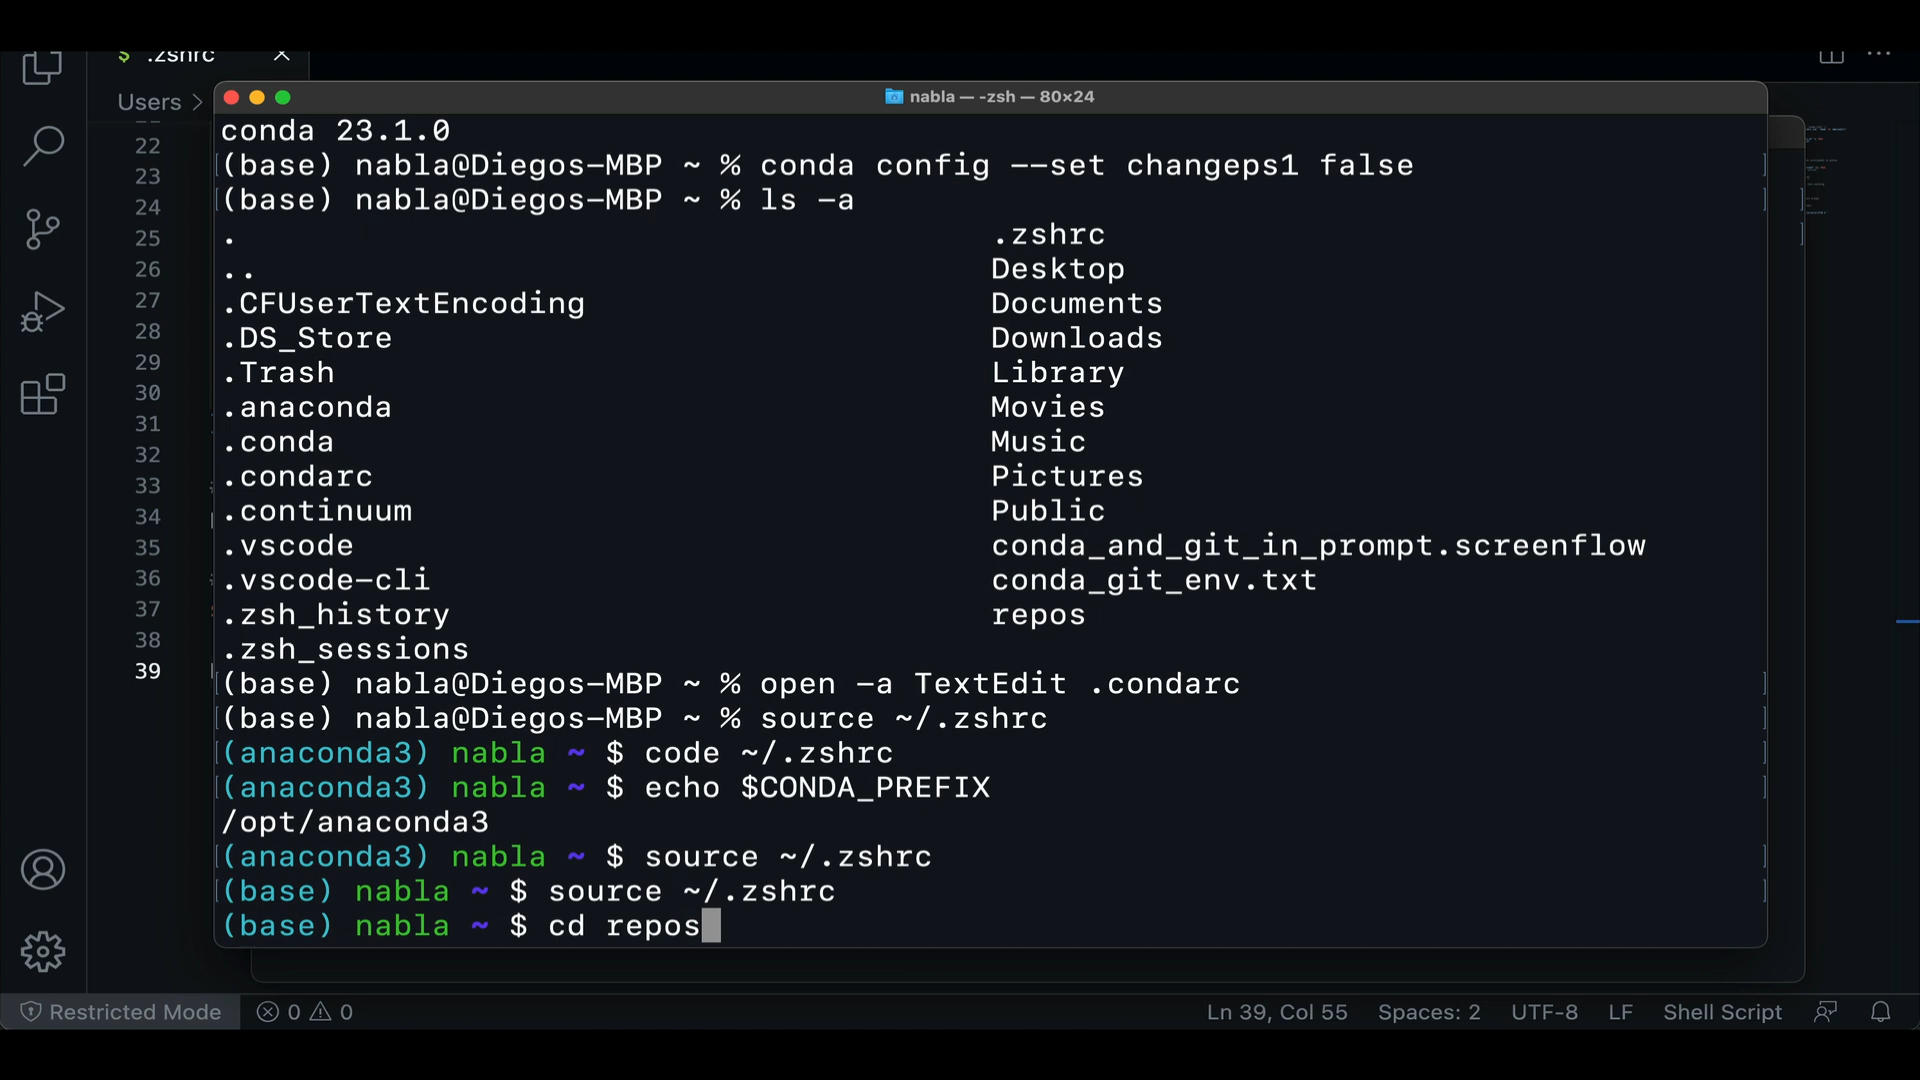 .zshrc
Users >
nabla — -zsh — 80×24
conda 23.1.0
(base) nabla@Diegos-MBP ~ % conda config --set changeps1 false
(base) nabla@Diegos-MBP ~ % ls -a
. .zshrc
.. Desktop
.CFUserTextEncoding Documents
.DS_Store Downloads
.Trash Library
.anaconda Movies
.conda Music
.condarc Pictures
.continuum Public
.vscode conda_and_git_in_prompt.screenflow
.vscode-cli conda_git_env.txt
.zsh_history repos
.zsh_sessions
(base) nabla@Diegos-MBP ~ % open -a TextEdit .condarc
(base) nabla@Diegos-MBP ~ % source ~/.zshrc
(anaconda3) nabla ~ $ code ~/.zshrc
(anaconda3) nabla ~ $ echo $CONDA_PREFIX
/opt/anaconda3
(anaconda3) nabla ~ $ source ~/.zshrc
(base) nabla ~ $ source ~/.zshrc
(base) nabla ~ $ cd repos
22
23
24
25
26
27
28
29
30
31
32
33
34
35
36
37
38
39
Restricted Mode 0 0 Ln 39, Col 55 Spaces: 2 UTF-8 LF Shell Script